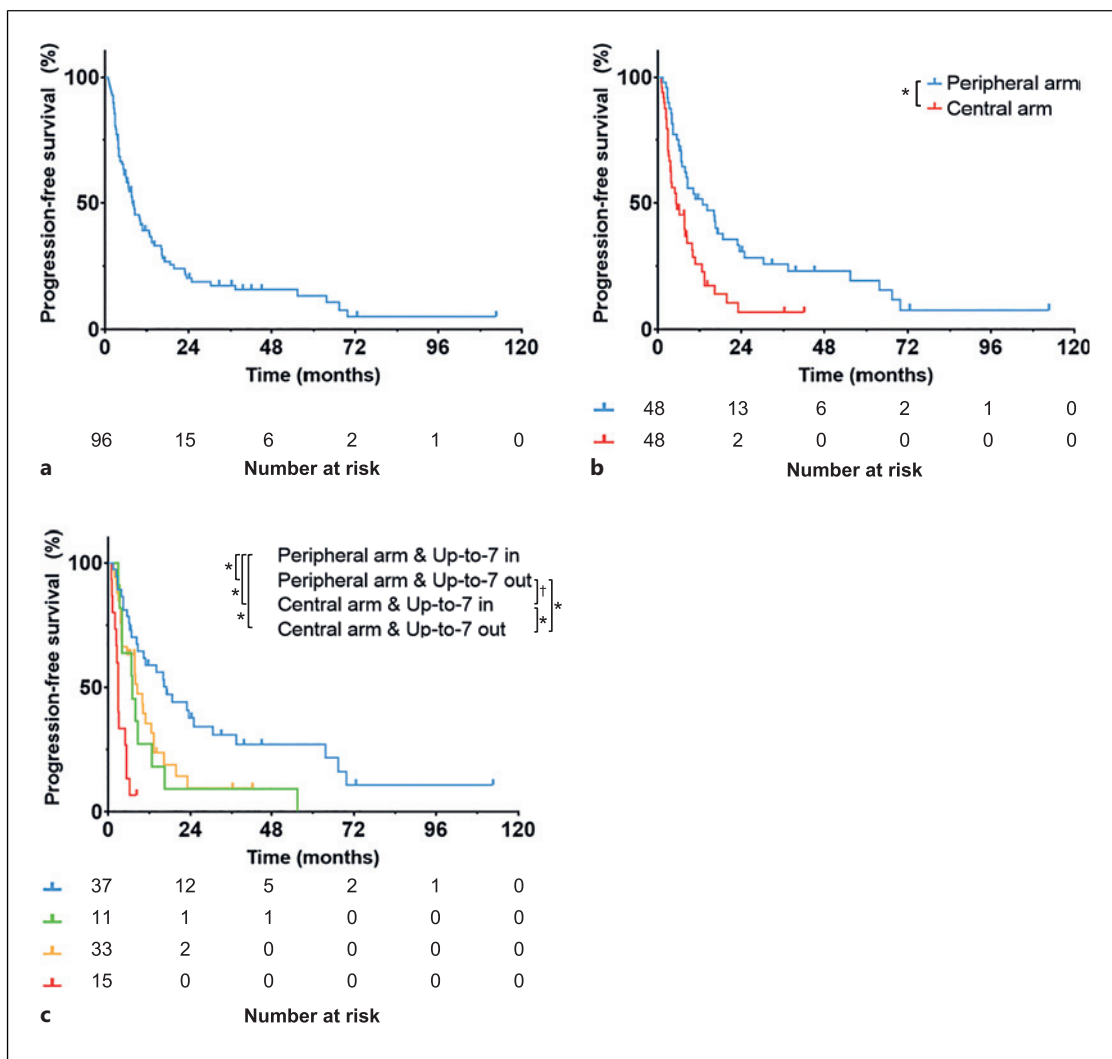 Progression-free survival (%)
100
50
0
0 24 48 72 96 120
Time (months)
96 15 6 2 1 0
a Number at risk
Progression-free survival (%)
100
50
0
0 24 48 72 96 120
Time (months)
* Peripheral arm
Central arm
48 13 6 2 1 0
48 2 0 0 0 0
b Number at risk
Progression-free survival (%)
100
50
0
0 24 48 72 96 120
Time (months)
* Peripheral arm & Up-to-7 in
* Peripheral arm & Up-to-7 out † *
Central arm & Up-to-7 in
* Central arm & Up-to-7 out *
37 12 5 2 1 0
11 1 1 0 0 0
33 2 0 0 0 0
15 0 0 0 0 0
c Number at risk